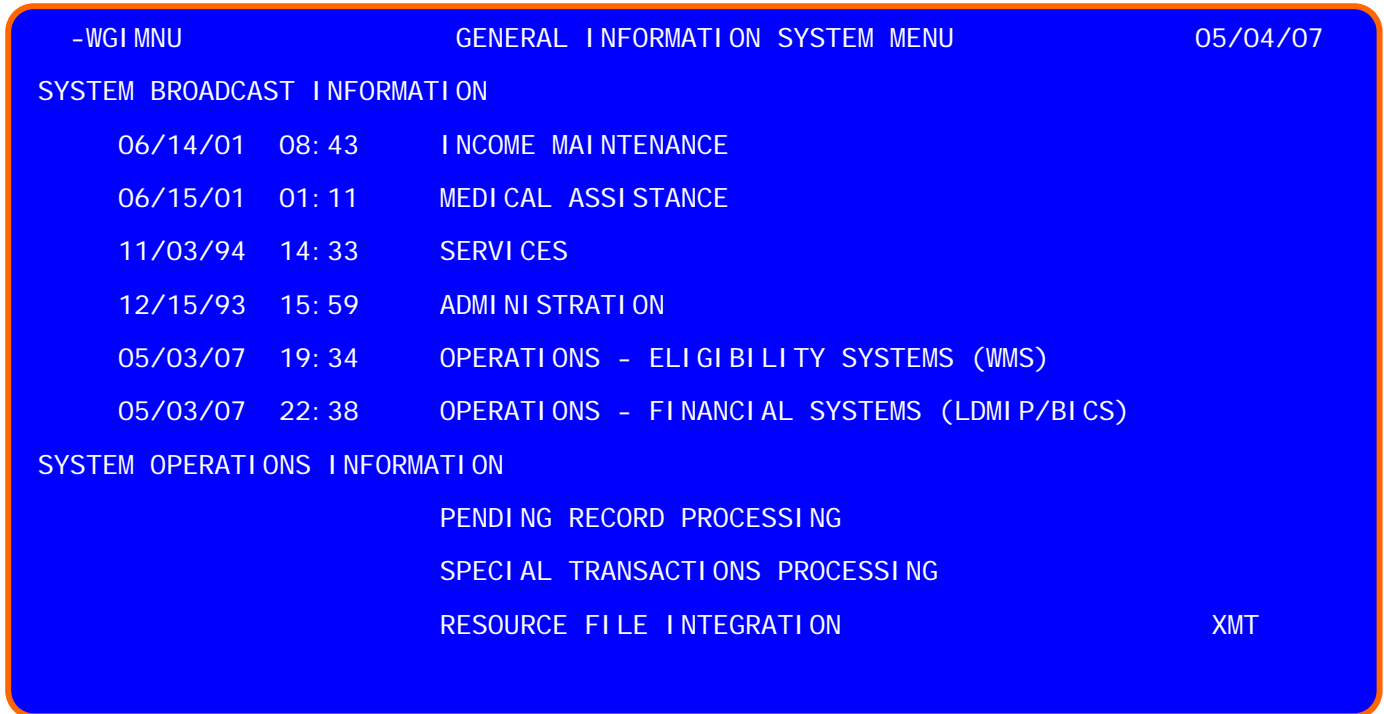 -WGIMNU GENERAL INFORMATION SYSTEM MENU 05/04/07
SYSTEM BROADCAST INFORMATION
06/14/01 08:43 INCOME MAINTENANCE
06/15/01 01:11 MEDICAL ASSISTANCE
11/03/94 14:33 SERVICES
12/15/93 15:59 ADMINISTRATION
05/03/07 19:34 OPERATIONS - ELIGIBILITY SYSTEMS (WMS)
05/03/07 22:38 OPERATIONS - FINANCIAL SYSTEMS (LDMIP/BICS)
SYSTEM OPERATIONS INFORMATION
PENDING RECORD PROCESSING
SPECIAL TRANSACTIONS PROCESSING
RESOURCE FILE INTEGRATION XMT